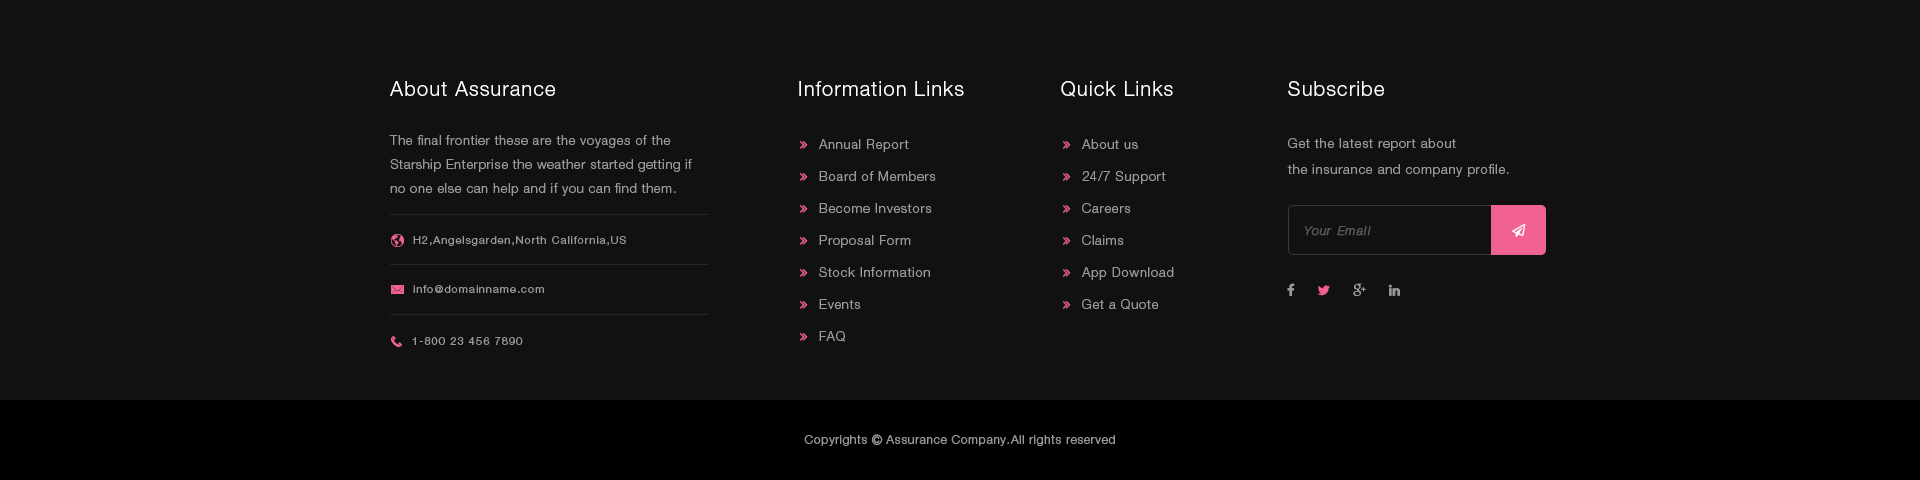 About Assurance
The final frontier these are the voyages of the
Starship Enterprise the weather started getting if
no one else can help and if you can find them.
H2,Angelsgarden,North California,US
info@domainname.com
1-800 23 456 7890
Information Links
Annual Report
Board of Members
Become Investors
Proposal Form
Stock Information
Events
FAQ
Quick Links
About us
24/7 Support
Careers
Claims
App Download
Get a Quote
Subscribe
Get the latest report about
the insurance and company profile.
Your Email
Copyrights © Assurance Company.All rights reserved